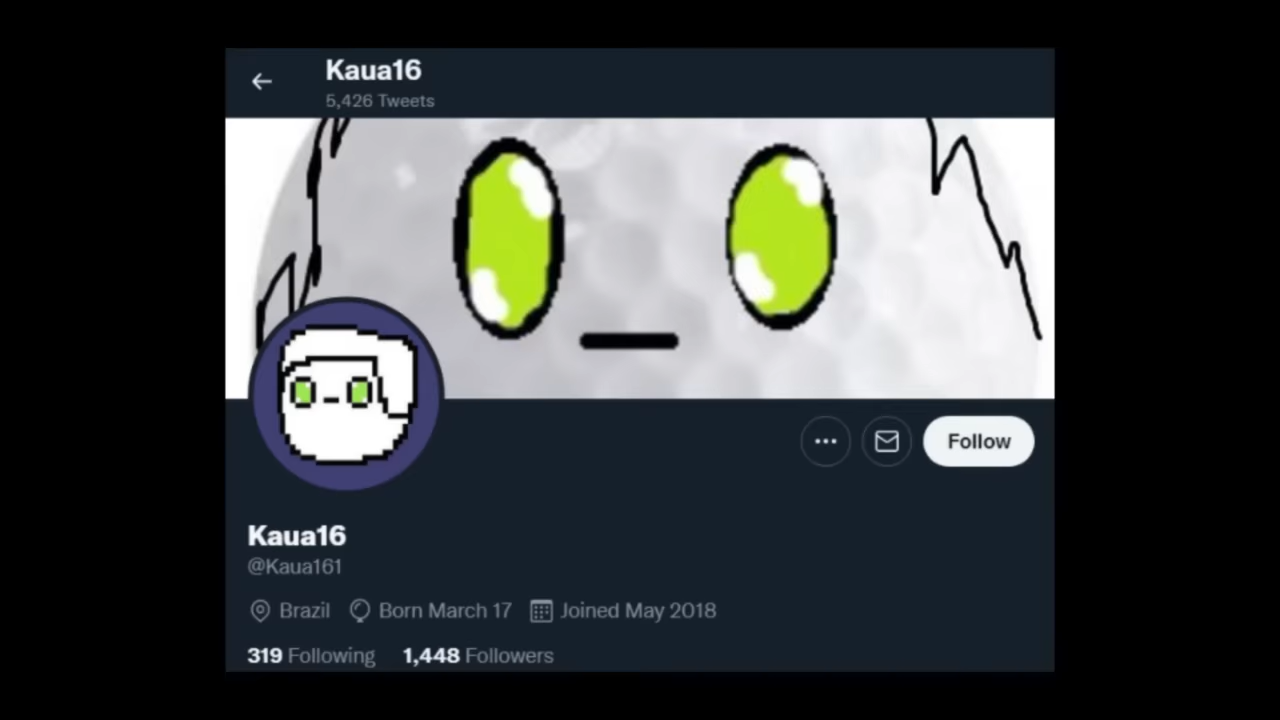 Kaua16
5,426 Tweets
Follow
Kaua16
@Kaua161
Brazil Born March 17 Joined May 2018
319 Following 1,448 Followers